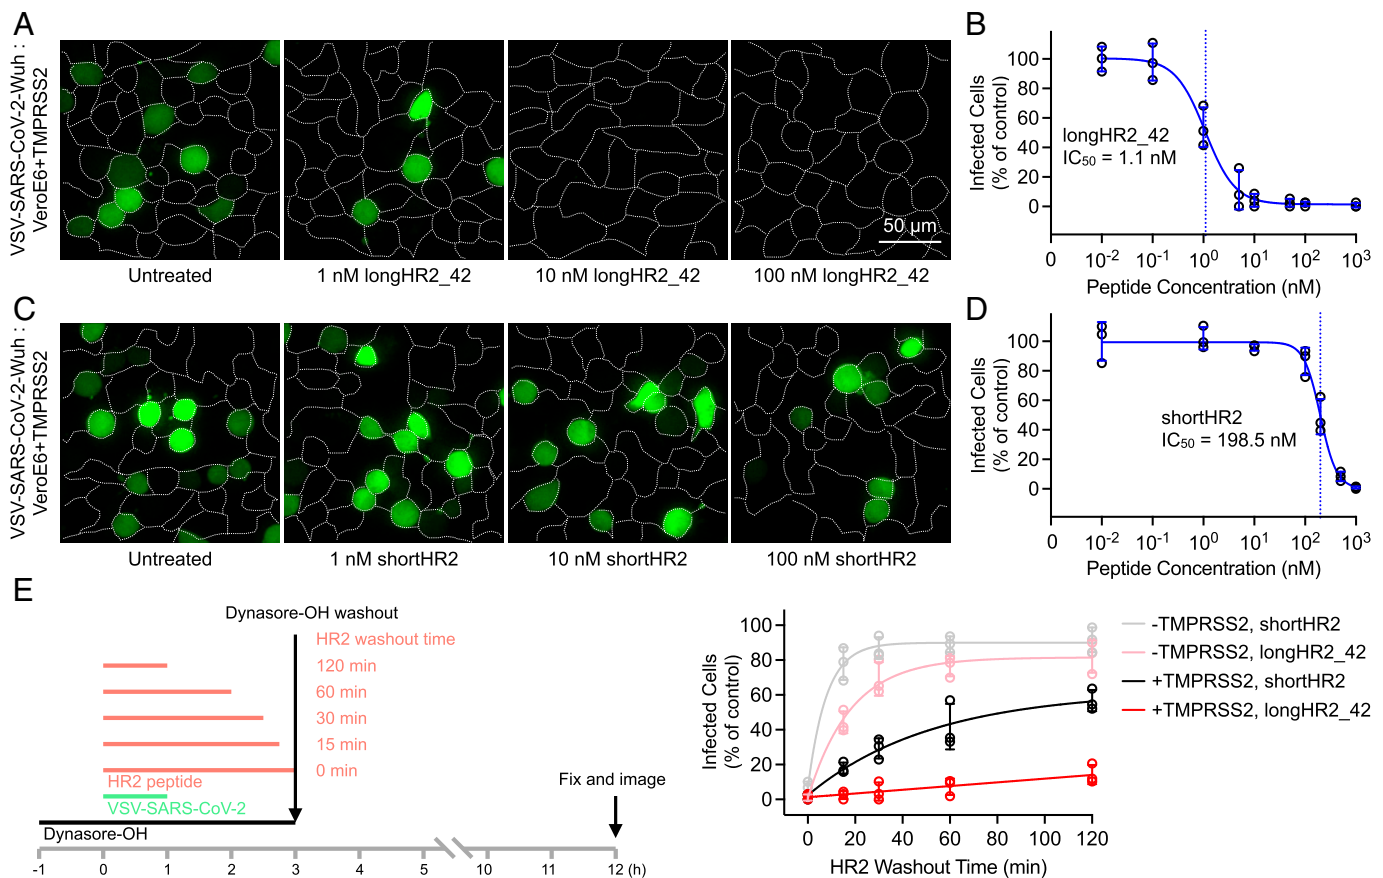 A
VSV-SARS-CoV-2-Wuh :
VeroE6+TMPRSS2
50 µm
Untreated
1 nM longHR2_42
10 nM longHR2_42
100 nM longHR2_42
B
Infected Cells
(% of control)
100
80
60
40
20
0
longHR2_42
IC50 = 1.1 nM
0
10-2
10-1
100
101
102
103
Peptide Concentration (nM)
C
VSV-SARS-CoV-2-Wuh :
VeroE6+TMPRSS2
Untreated
1 nM shortHR2
10 nM shortHR2
100 nM shortHR2
D
Infected Cells
(% of control)
100
80
60
40
20
0
shortHR2
IC50 = 198.5 nM
0
10-2
10-1
100
101
102
103
Peptide Concentration (nM)
E
Dynasore-OH washout
HR2 washout time
120 min
60 min
30 min
15 min
0 min
HR2 peptide
VSV-SARS-CoV-2
Dynasore-OH
Fix and image
-1
0
1
2
3
4
5
10
11
12 (h)
Infected Cells
(% of control)
100
80
60
40
20
0
0
20
40
60
80
100
120
HR2 Washout Time (min)
-TMPRSS2, shortHR2
-TMPRSS2, longHR2_42
+TMPRSS2, shortHR2
+TMPRSS2, longHR2_42